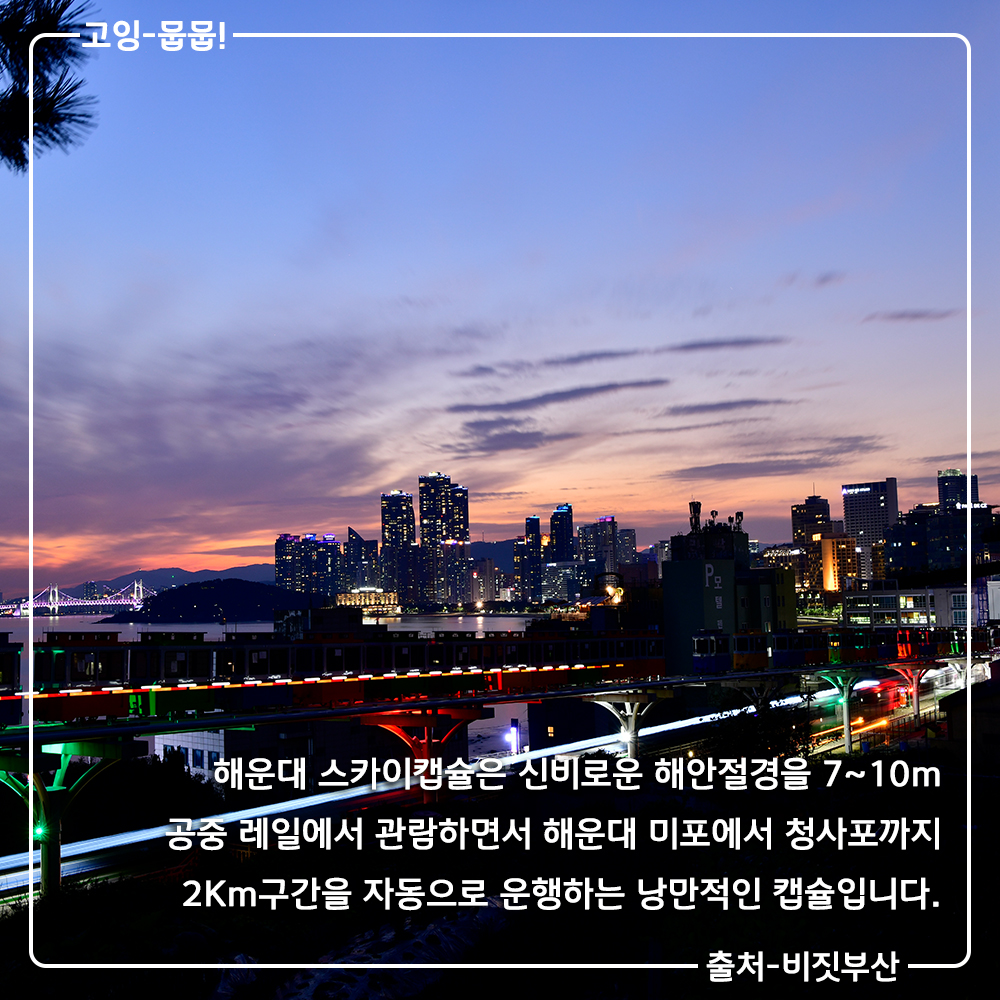 고잉-뭅뭅!
P
모텔
해운대 스카이캡슐은 신비로운 해안절경을 7~10m
공중 레일에서 관람하면서 해운대 미포에서 청사포까지
2Km구간을 자동으로 운행하는 낭만적인 캡슐입니다.
출처-비짓부산